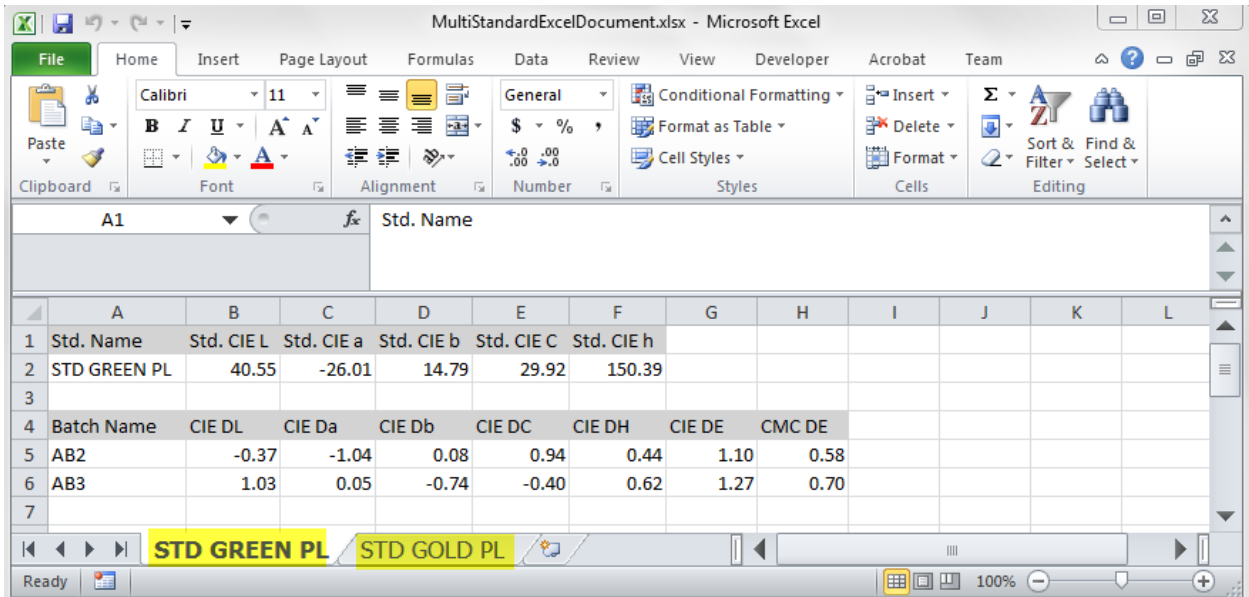 MultiStandardExcelDocument.xlsx - Microsoft Excel
File Home Insert Page Layout Formulas Data Review View Developer Acrobat Team
Calibri 11 General Conditional Formatting Insert Σ
Paste B I U A A $ % , Format as Table Delete Sort & Filter Find & Select
A .0 .00 .00 .0 Cell Styles Format
Clipboard Font Alignment Number Styles Cells Editing
A1 fx Std. Name
A B C D E F G H I J K L
1 Std. Name Std. CIE L Std. CIE a Std. CIE b Std. CIE C Std. CIE h
2 STD GREEN PL 40.55 -26.01 14.79 29.92 150.39
3
4 Batch Name CIE DL CIE Da CIE Db CIE DC CIE DH CIE DE CMC DE
5 AB2 -0.37 -1.04 0.08 0.94 0.44 1.10 0.58
6 AB3 1.03 0.05 -0.74 -0.40 0.62 1.27 0.70
7
STD GREEN PL STD GOLD PL
Ready 100%